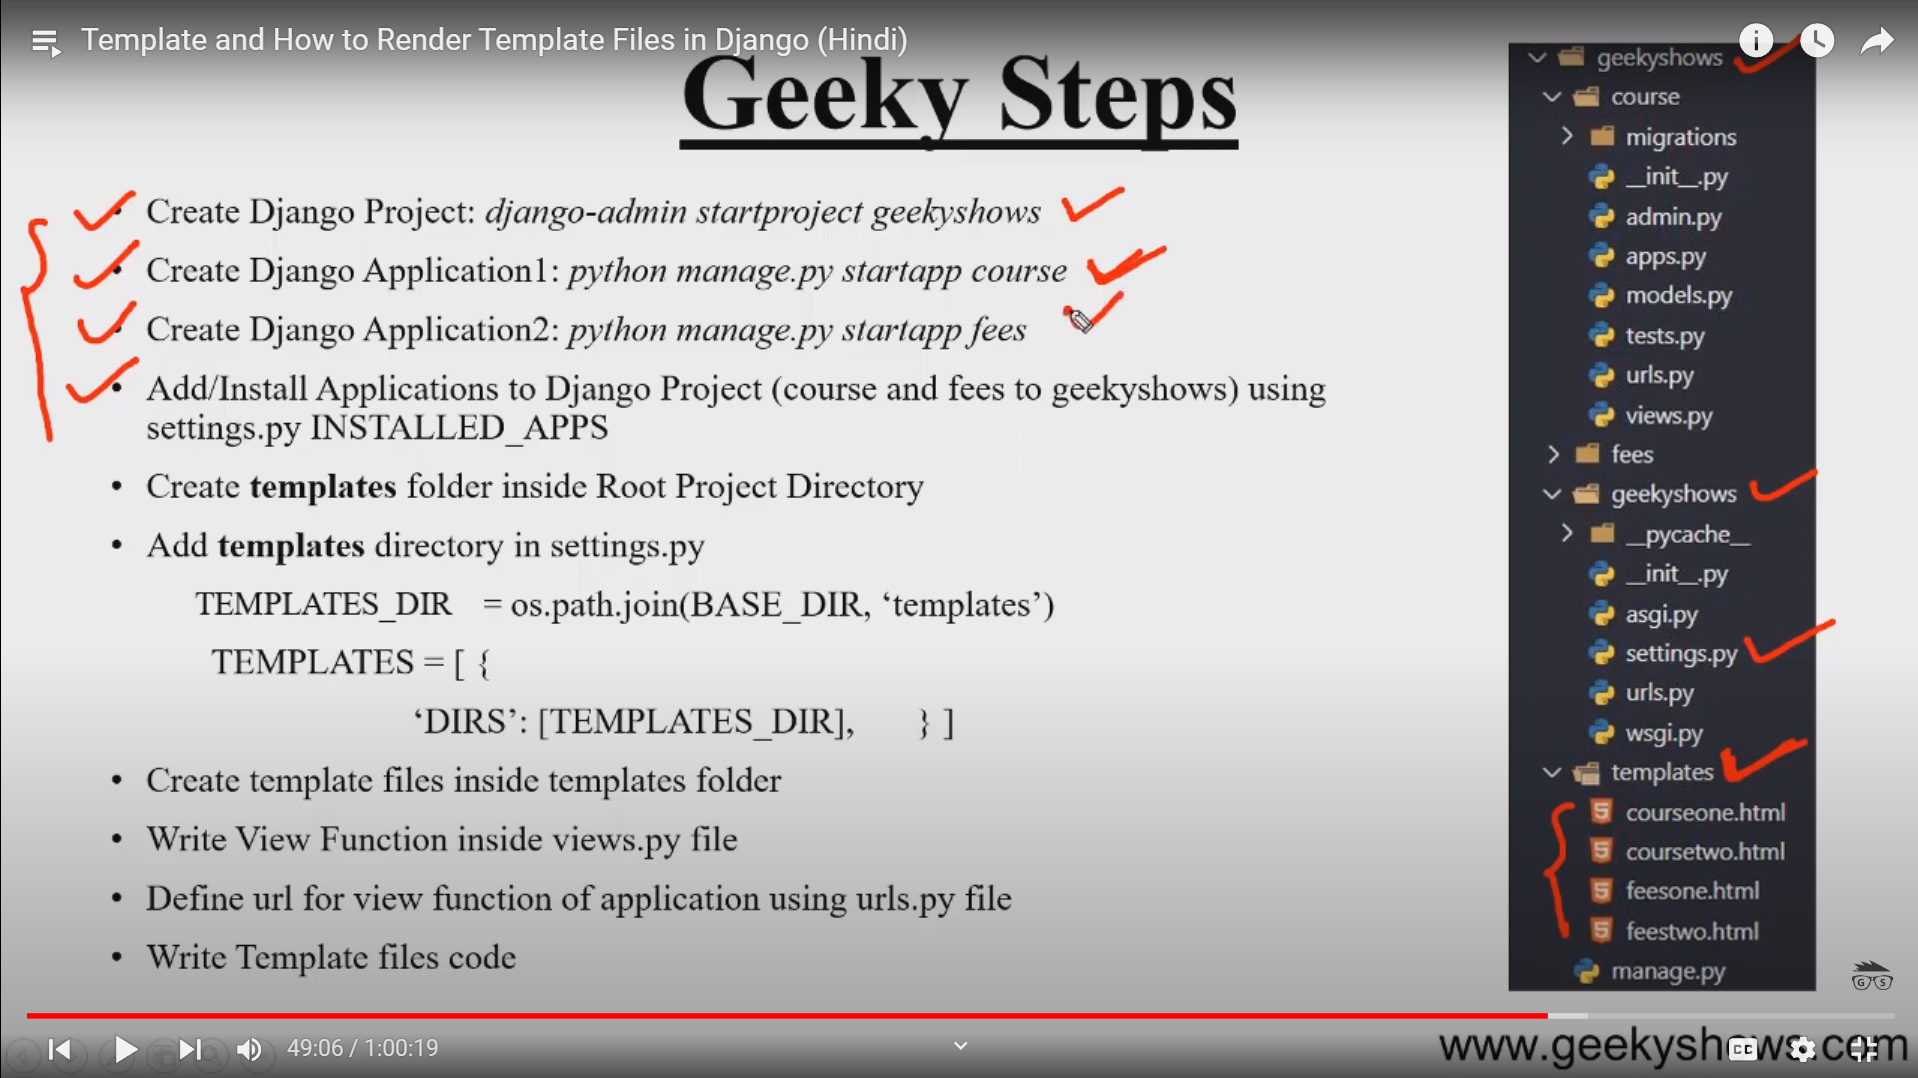 Template and How to Render Template Files in Django (Hindi)
Geeky Steps
• Create Django Project: django-admin startproject geekyshows
• Create Django Application1: python manage.py startapp course
• Create Django Application2: python manage.py startapp fees
• Add/Install Applications to Django Project (course and fees to geekyshows) using
settings.py INSTALLED_APPS
• Create templates folder inside Root Project Directory
• Add templates directory in settings.py
TEMPLATES_DIR = os.path.join(BASE_DIR, ‘templates’)
TEMPLATES = [ {
‘DIRS’: [TEMPLATES_DIR], } ]
• Create template files inside templates folder
• Write View Function inside views.py file
• Define url for view function of application using urls.py file
• Write Template files code
geekyshows
course
migrations
__init__.py
admin.py
apps.py
models.py
tests.py
urls.py
views.py
fees
geekyshows
__pycache__
__init__.py
asgi.py
settings.py
urls.py
wsgi.py
templates
courseone.html
coursetwo.html
feesone.html
feestwo.html
manage.py
G S
49:06 / 1:00:19
www.geekyshows.com
CC